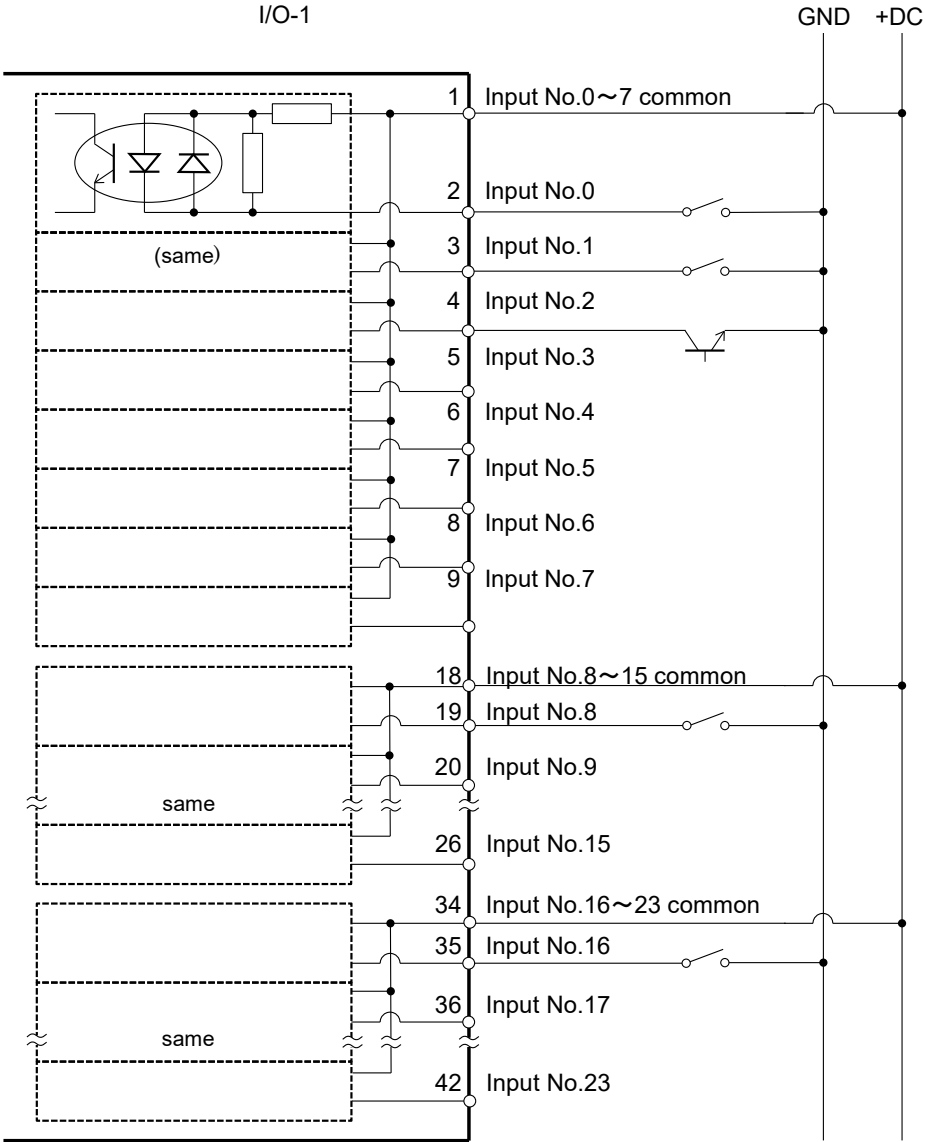 I/O-1 GND +DC
1 Input No.0～7 common
2 Input No.0
3 Input No.1
(same)
4 Input No.2
5 Input No.3
6 Input No.4
7 Input No.5
8 Input No.6
9 Input No.7
18 Input No.8～15 common
19 Input No.8
20 Input No.9
same
26 Input No.15
34 Input No.16～23 common
35 Input No.16
36 Input No.17
same
42 Input No.23